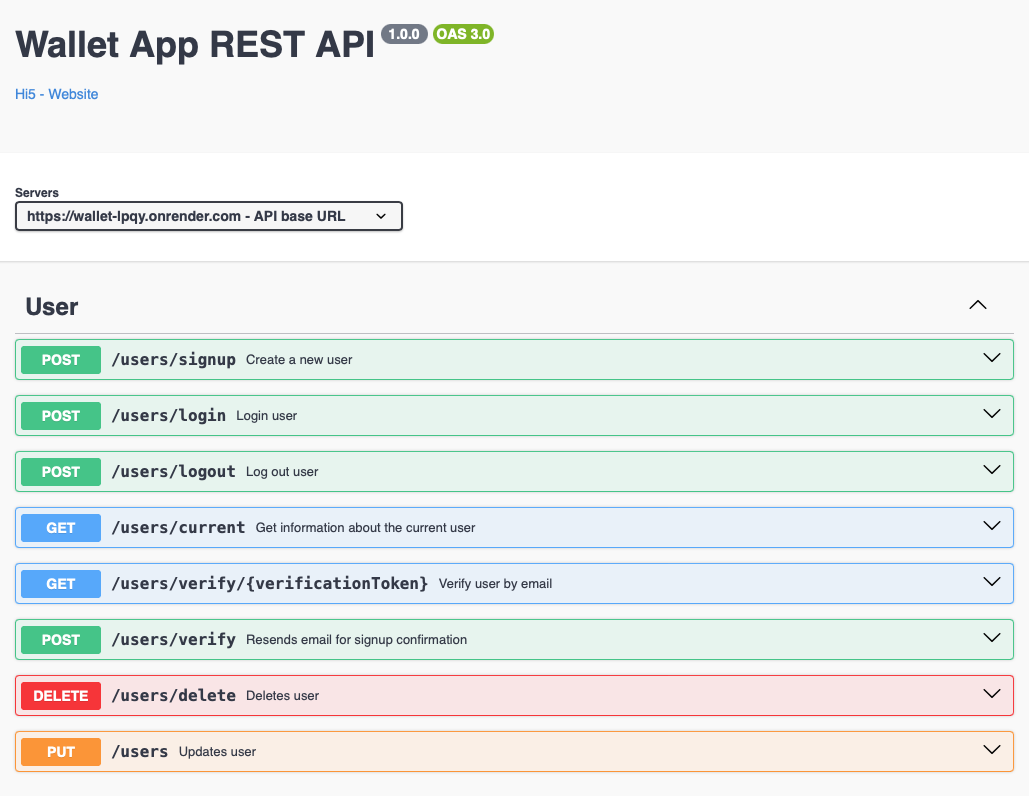 Wallet App REST API 1.0.0 OAS 3.0
Hi5 - Website
Servers
https://wallet-lpqy.onrender.com - API base URL
User
POST /users/signup Create a new user
POST /users/login Login user
POST /users/logout Log out user
GET /users/current Get information about the current user
GET /users/verify/{verificationToken} Verify user by email
POST /users/verify Resends email for signup confirmation
DELETE /users/delete Deletes user
PUT /users Updates user